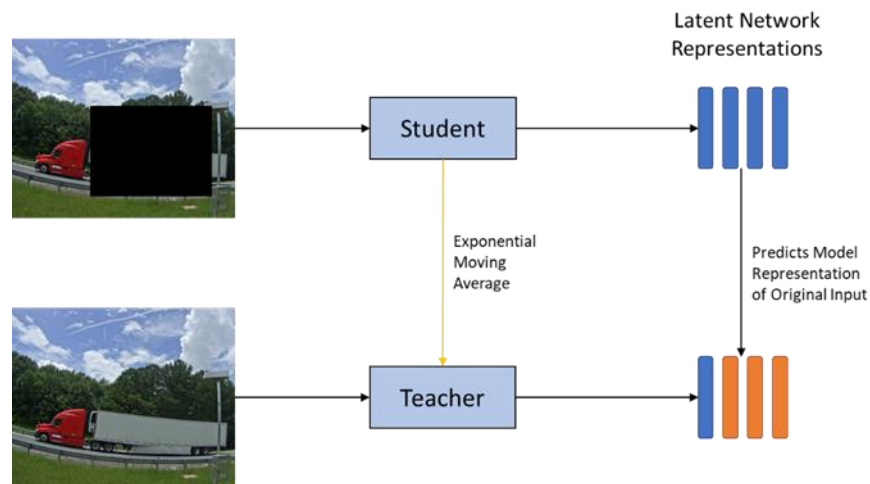 Latent Network
Representations
Student
Exponential
Moving
Average
Predicts Model
Representation
of Original Input
Teacher